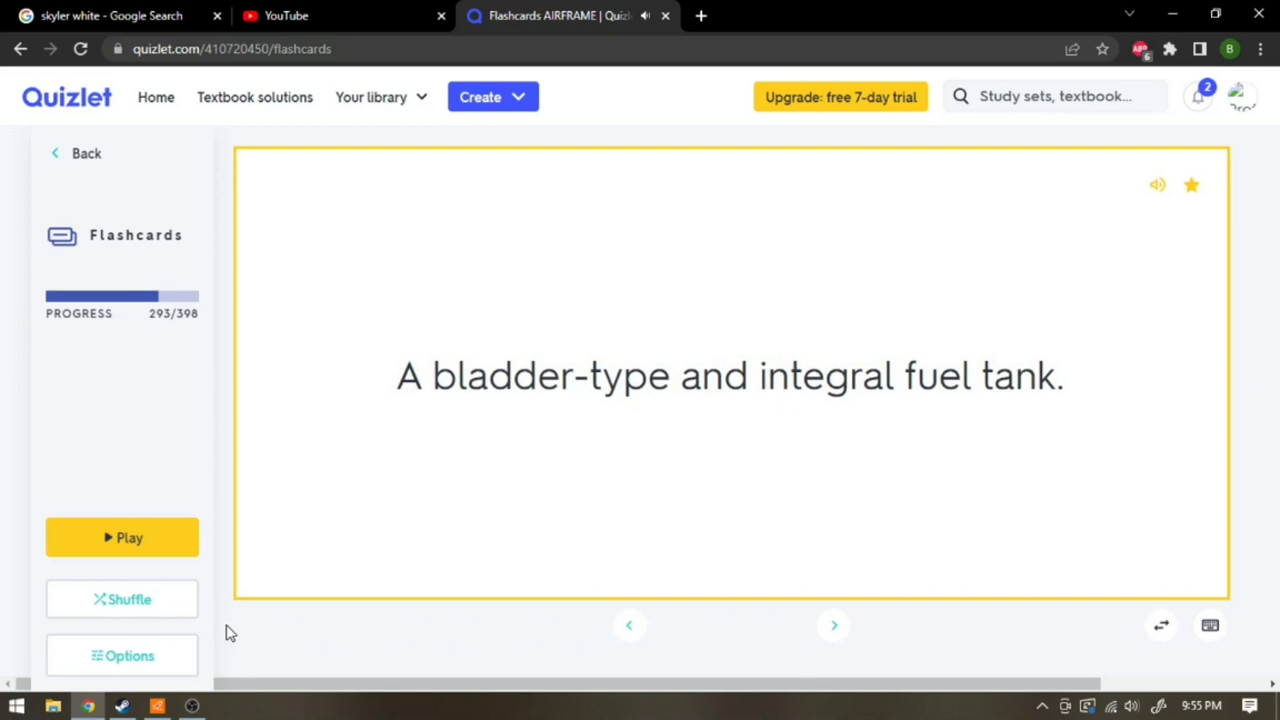 skyler white - Google Search
YouTube
Flashcards AIRFRAME | Quizl
quizlet.com/410720450/flashcards
6
B
Quizlet
Home
Textbook solutions
Your library
Create
Upgrade: free 7-day trial
Study sets, textbook...
2
Back
Flashcards
PROGRESS
293/398
A bladder-type and integral fuel tank.
Play
Shuffle
Options
9:55 PM